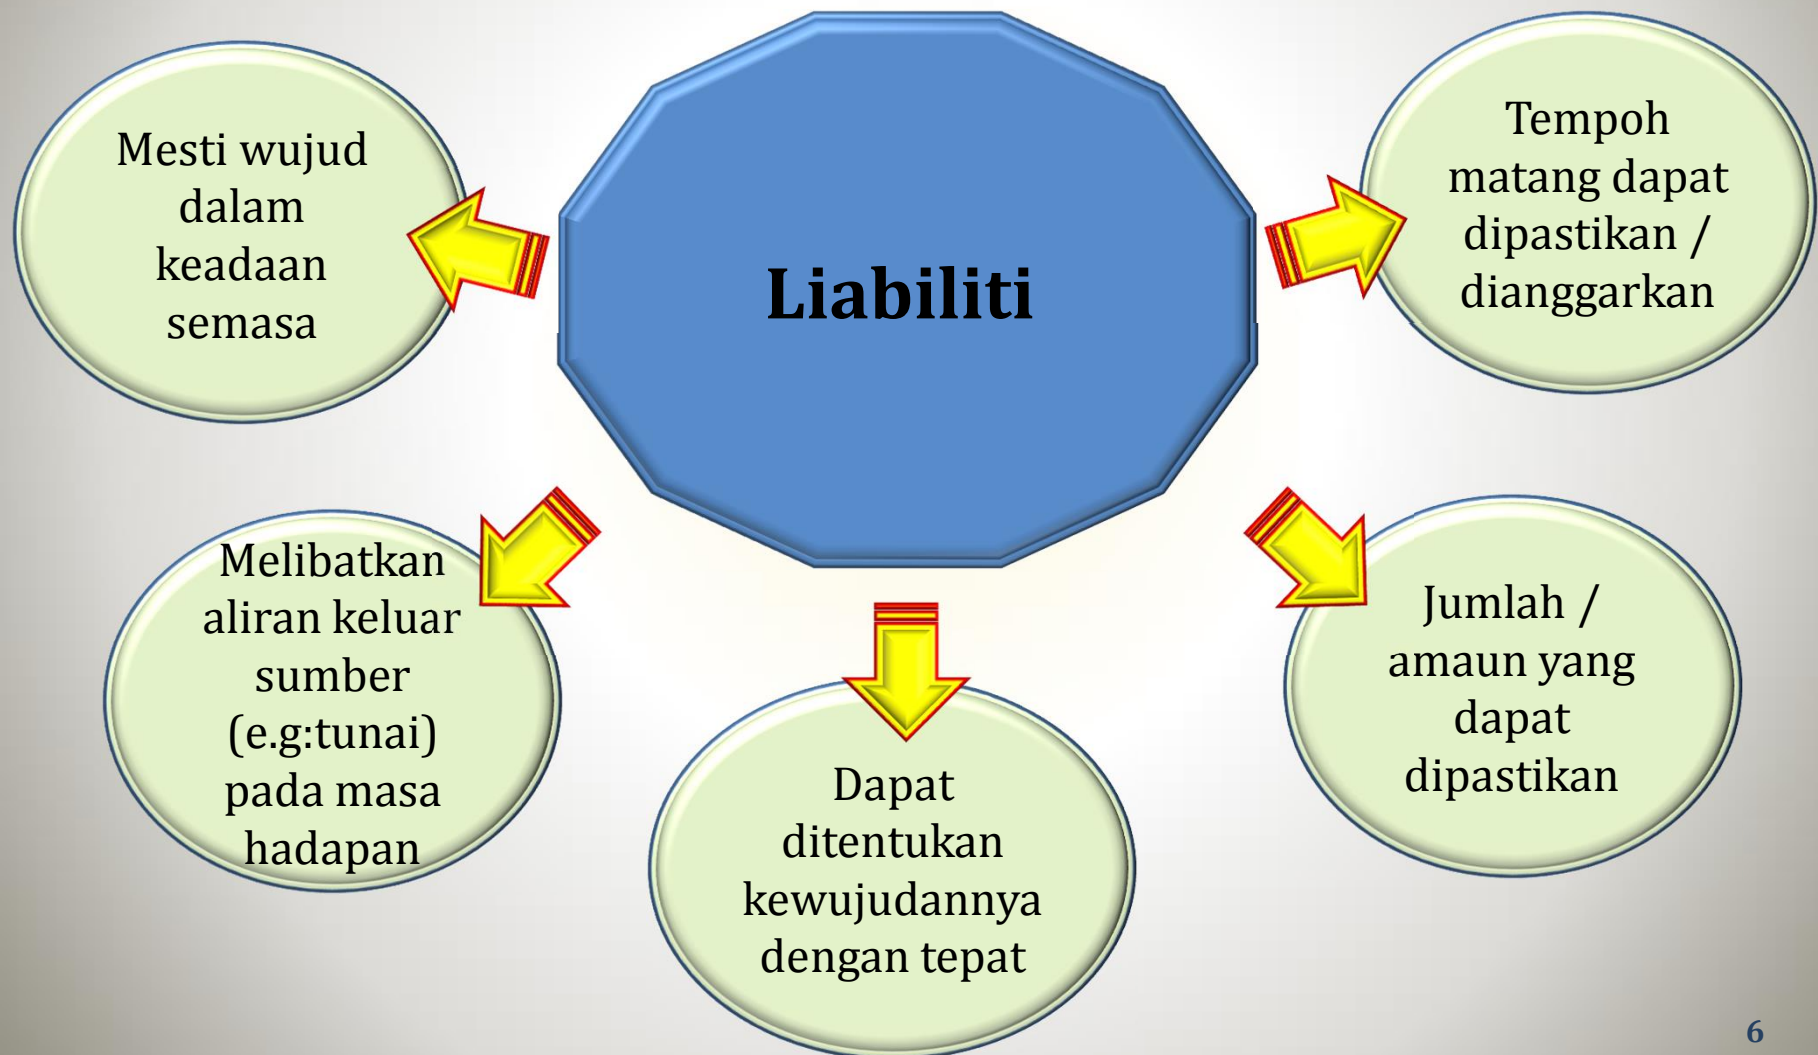 Liabiliti
Mesti wujud
dalam
keadaan
semasa
Tempoh
matang dapat
dipastikan /
dianggarkan
Melibatkan
aliran keluar
sumber
(e.g:tunai)
pada masa
hadapan
Dapat
ditentukan
kewujudannya
dengan tepat
Jumlah /
amaun yang
dapat
dipastikan
6